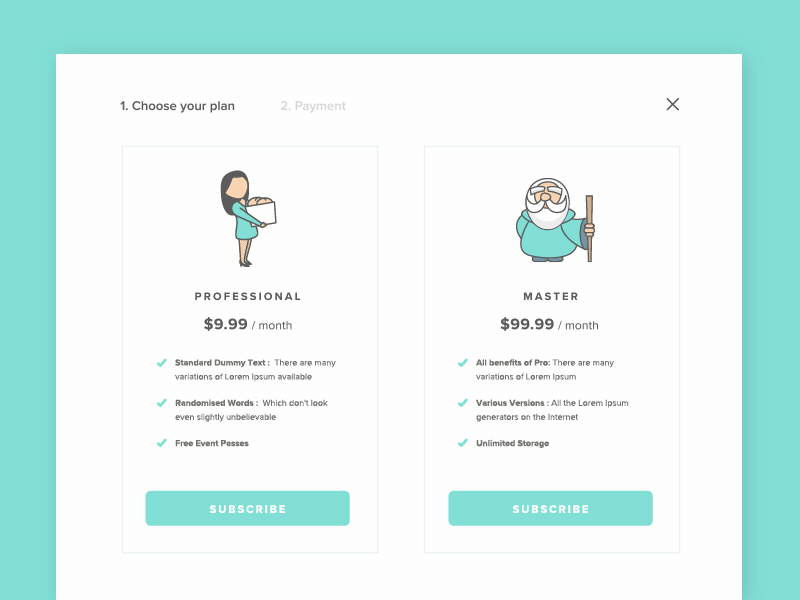 1. Choose your plan
2. Payment
PROFESSIONAL
$9.99 / month
Standard Dummy Text : There are many
variations of Lorem Ipsum available
Randomised Words : Which don't look
even slightly unbelievable
Free Event Passes
SUBSCRIBE
MASTER
$99.99 / month
All benefits of Pro: There are many
variations of Lorem Ipsum
Various Versions : All the Lorem Ipsum
generators on the Internet
Unlimited Storage
SUBSCRIBE